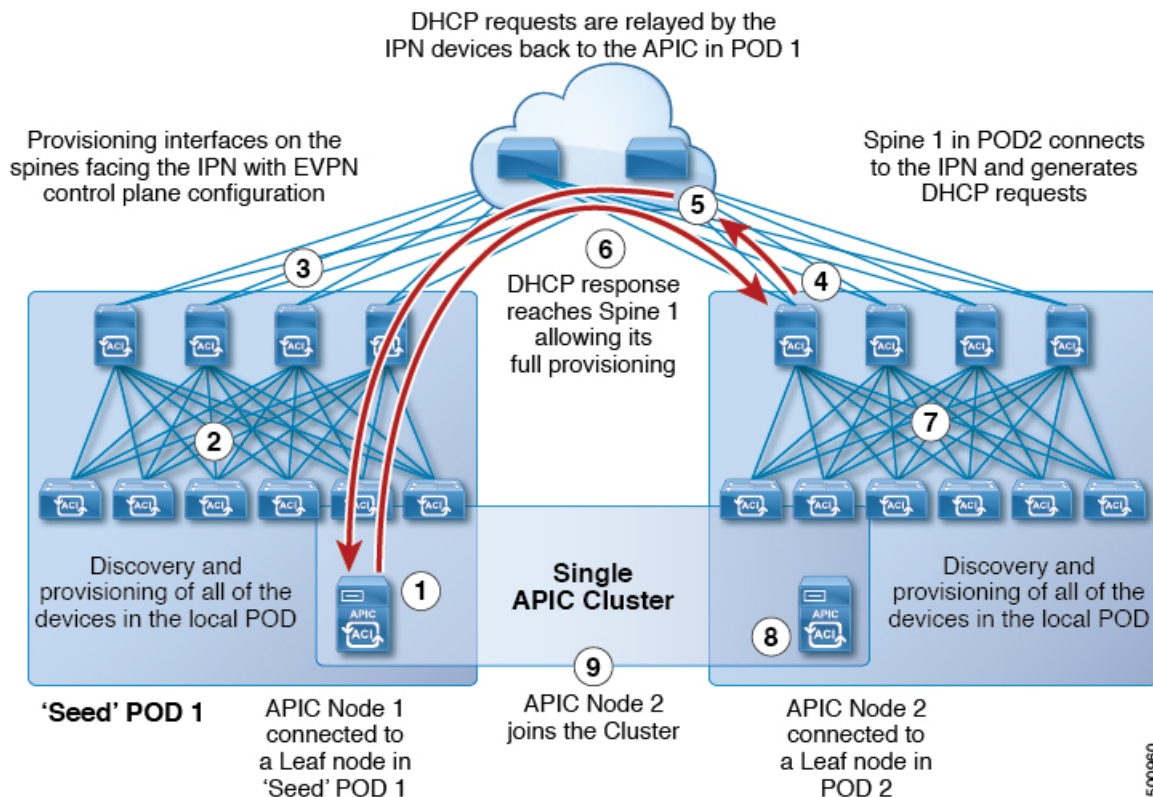 DHCP requests are relayed by the
IPN devices back to the APIC in POD 1
Provisioning interfaces on the
spines facing the IPN with EVPN
control plane configuration
Spine 1 in POD2 connects
to the IPN and generates
DHCP requests
5
3
6
4
DHCP response
reaches Spine 1
allowing its
full provisioning
ACI
ACI
ACI
ACI
ACI
ACI
ACI
ACI
2
7
ACI
ACI
ACI
ACI
ACI
ACI
ACI
ACI
ACI
ACI
ACI
ACI
Discovery and
provisioning of all of the
devices in the local POD
1
APIC
ACI
Single
APIC Cluster
8
APIC
ACI
Discovery and
provisioning of all of the
devices in the local POD
9
'Seed' POD 1
APIC Node 1
connected to
a Leaf node in
'Seed' POD 1
APIC Node 2
joins the Cluster
APIC Node 2
connected to
a Leaf node in
POD 2